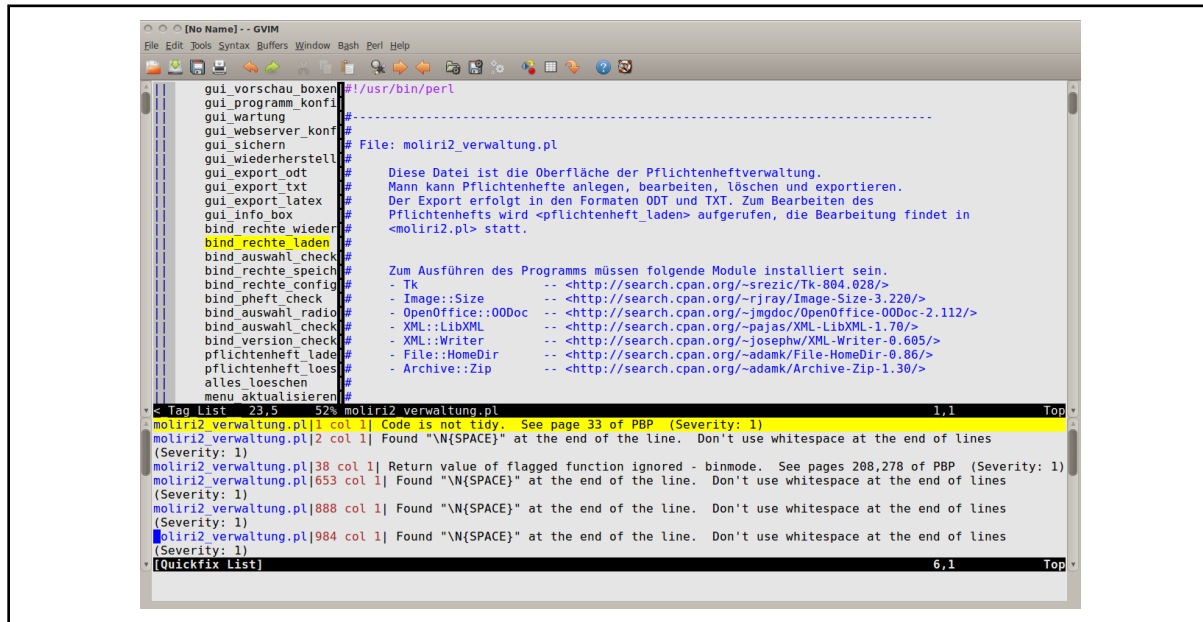 [No Name] - - GVIM
File Edit Tools Syntax Buffers Window Bash Perl Help
|| gui_vorschau_boxen
|| gui_programm_konfi
|| gui_wartung
|| gui_webserver_konf
|| gui_sichern
|| gui_wiederherstell
|| gui_export_odt
|| gui_export_txt
|| gui_export_latex
|| gui_info_box
|| bind_rechte_wieder
|| bind_rechte_laden
|| bind_auswahl_check
|| bind_rechte_speich
|| bind_rechte_config
|| bind_pheft_check
|| bind_auswahl_radio
|| bind_auswahl_check
|| bind_version_check
|| pflichtenheft_lade
|| pflichtenheft_loes
|| alles_loeschen
|| menu_aktualisieren
#!/usr/bin/perl
#-------------------------------------------------------------------------------
#
# File: moliri2_verwaltung.pl
#
# Diese Datei ist die Oberfläche der Pflichtenheftverwaltung.
# Mann kann Pflichtenhefte anlegen, bearbeiten, löschen und exportieren.
# Der Export erfolgt in den Formaten ODT und TXT. Zum Bearbeiten des
# Pflichtenhefts wird <pflichtenheft_laden> aufgerufen, die Bearbeitung findet in
# <moliri2.pl> statt.
#
#
# Zum Ausführen des Programms müssen folgende Module installiert sein.
# - Tk -- <http://search.cpan.org/~srezic/Tk-804.028/>
# - Image::Size -- <http://search.cpan.org/~rjray/Image-Size-3.220/>
# - OpenOffice::OODoc -- <http://search.cpan.org/~jmgdoc/OpenOffice-OODoc-2.112/>
# - XML::LibXML -- <http://search.cpan.org/~pajas/XML-LibXML-1.70/>
# - XML::Writer -- <http://search.cpan.org/~josephw/XML-Writer-0.605/>
# - File::HomeDir -- <http://search.cpan.org/~adamk/File-HomeDir-0.86/>
# - Archive::Zip -- <http://search.cpan.org/~adamk/Archive-Zip-1.30/>
#
#
< Tag_List 23,5 52% moliri2_verwaltung.pl 1,1 Top
moliri2_verwaltung.pl|1 col 1| Code is not tidy. See page 33 of PBP (Severity: 1)
moliri2_verwaltung.pl|2 col 1| Found "\N{SPACE}" at the end of the line. Don't use whitespace at the end of lines
(Severity: 1)
moliri2_verwaltung.pl|38 col 1| Return value of flagged function ignored - binmode. See pages 208,278 of PBP (Severity: 1)
moliri2_verwaltung.pl|653 col 1| Found "\N{SPACE}" at the end of the line. Don't use whitespace at the end of lines
(Severity: 1)
moliri2_verwaltung.pl|888 col 1| Found "\N{SPACE}" at the end of the line. Don't use whitespace at the end of lines
(Severity: 1)
moliri2_verwaltung.pl|984 col 1| Found "\N{SPACE}" at the end of the line. Don't use whitespace at the end of lines
(Severity: 1)
[Quickfix List] 6,1 Top